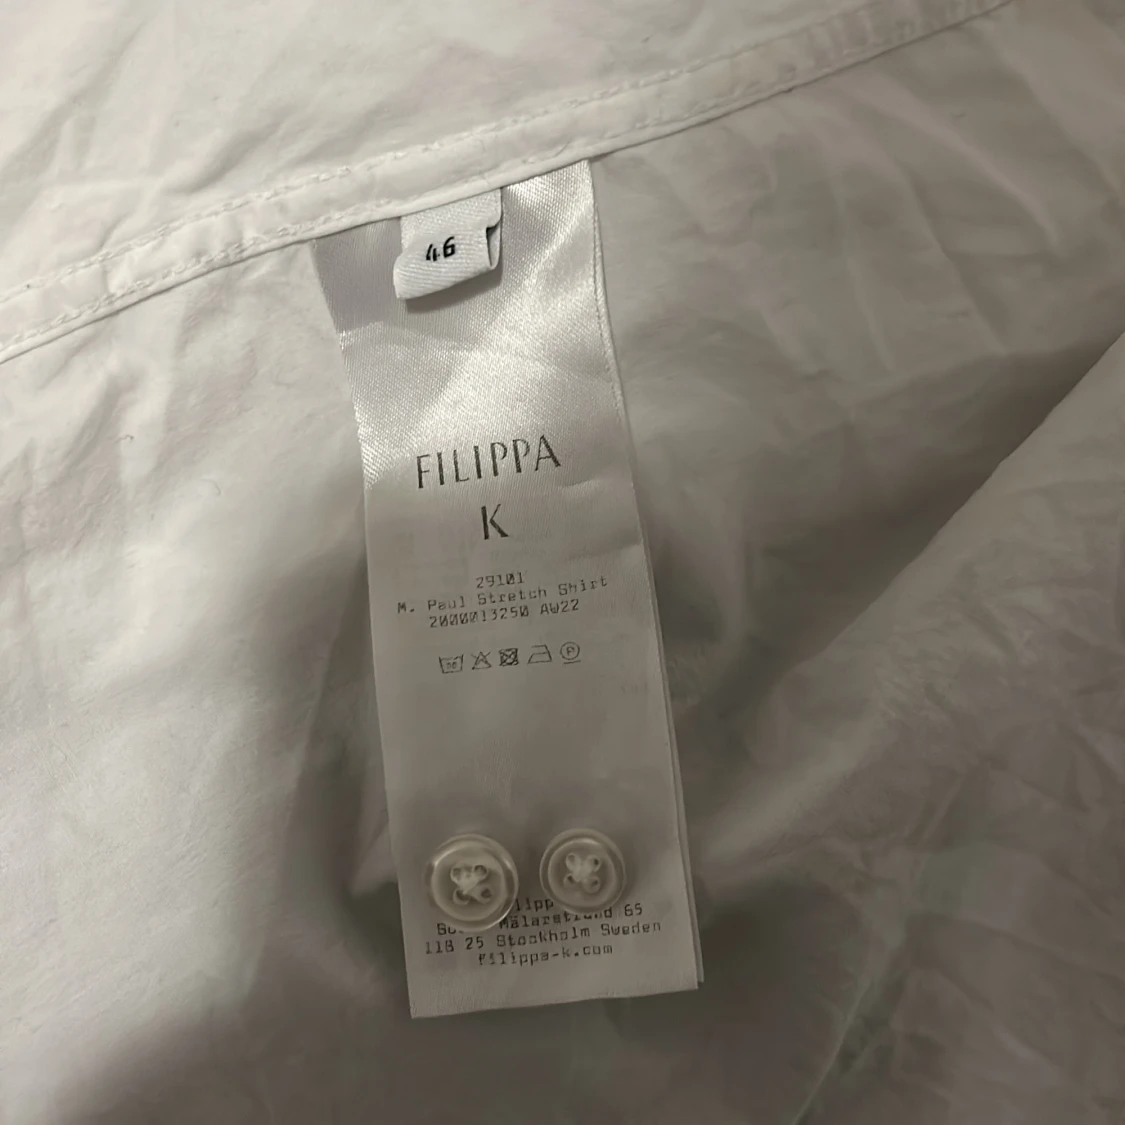 46
FILIPPA
K
29101
M. Paul Stretch Shirt
2000013250 AW22
Mälarstrand 65
118 25 Stockholm Sweden
filippa-k.com